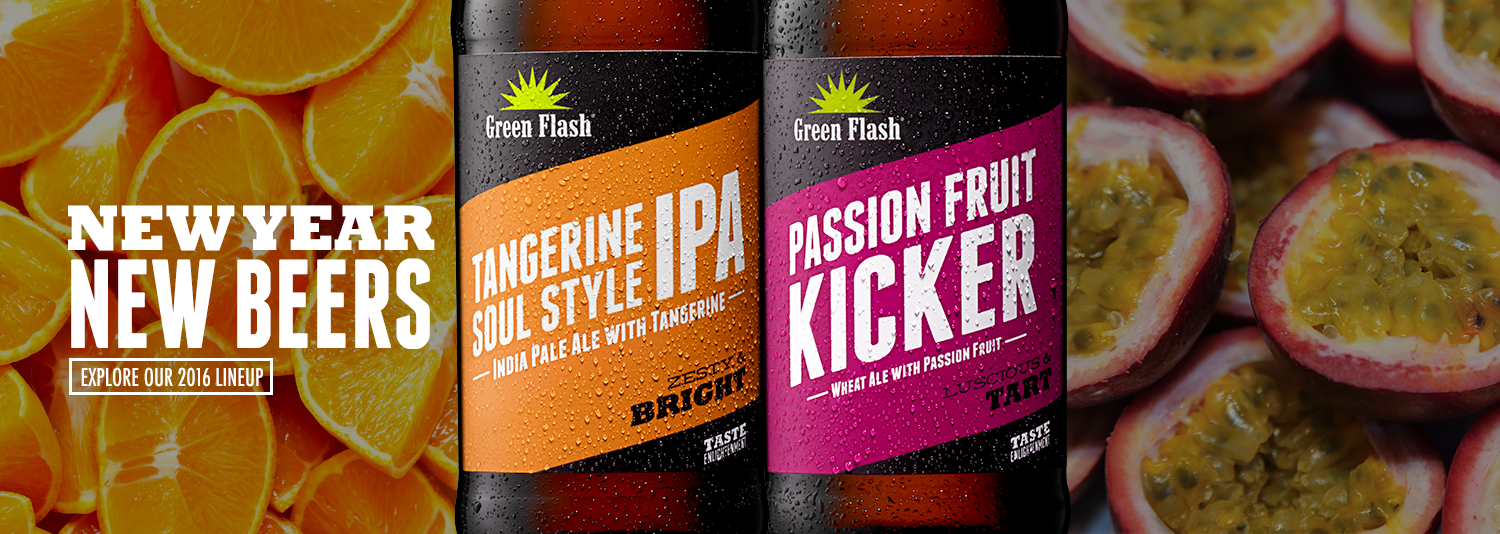 NEW YEAR
NEW BEERS
EXPLORE OUR 2016 LINEUP
Green Flash
TANGERINE
SOUL STYLE IPA
INDIA PALE ALE WITH TANGERINE
ZESTY &
BRIGHT
TASTE
ENLIGHTENMENT
Green Flash
PASSION FRUIT
KICKER
WHEAT ALE WITH PASSION FRUIT
LUSCIOUS &
TART
TASTE
ENLIGHTENMENT